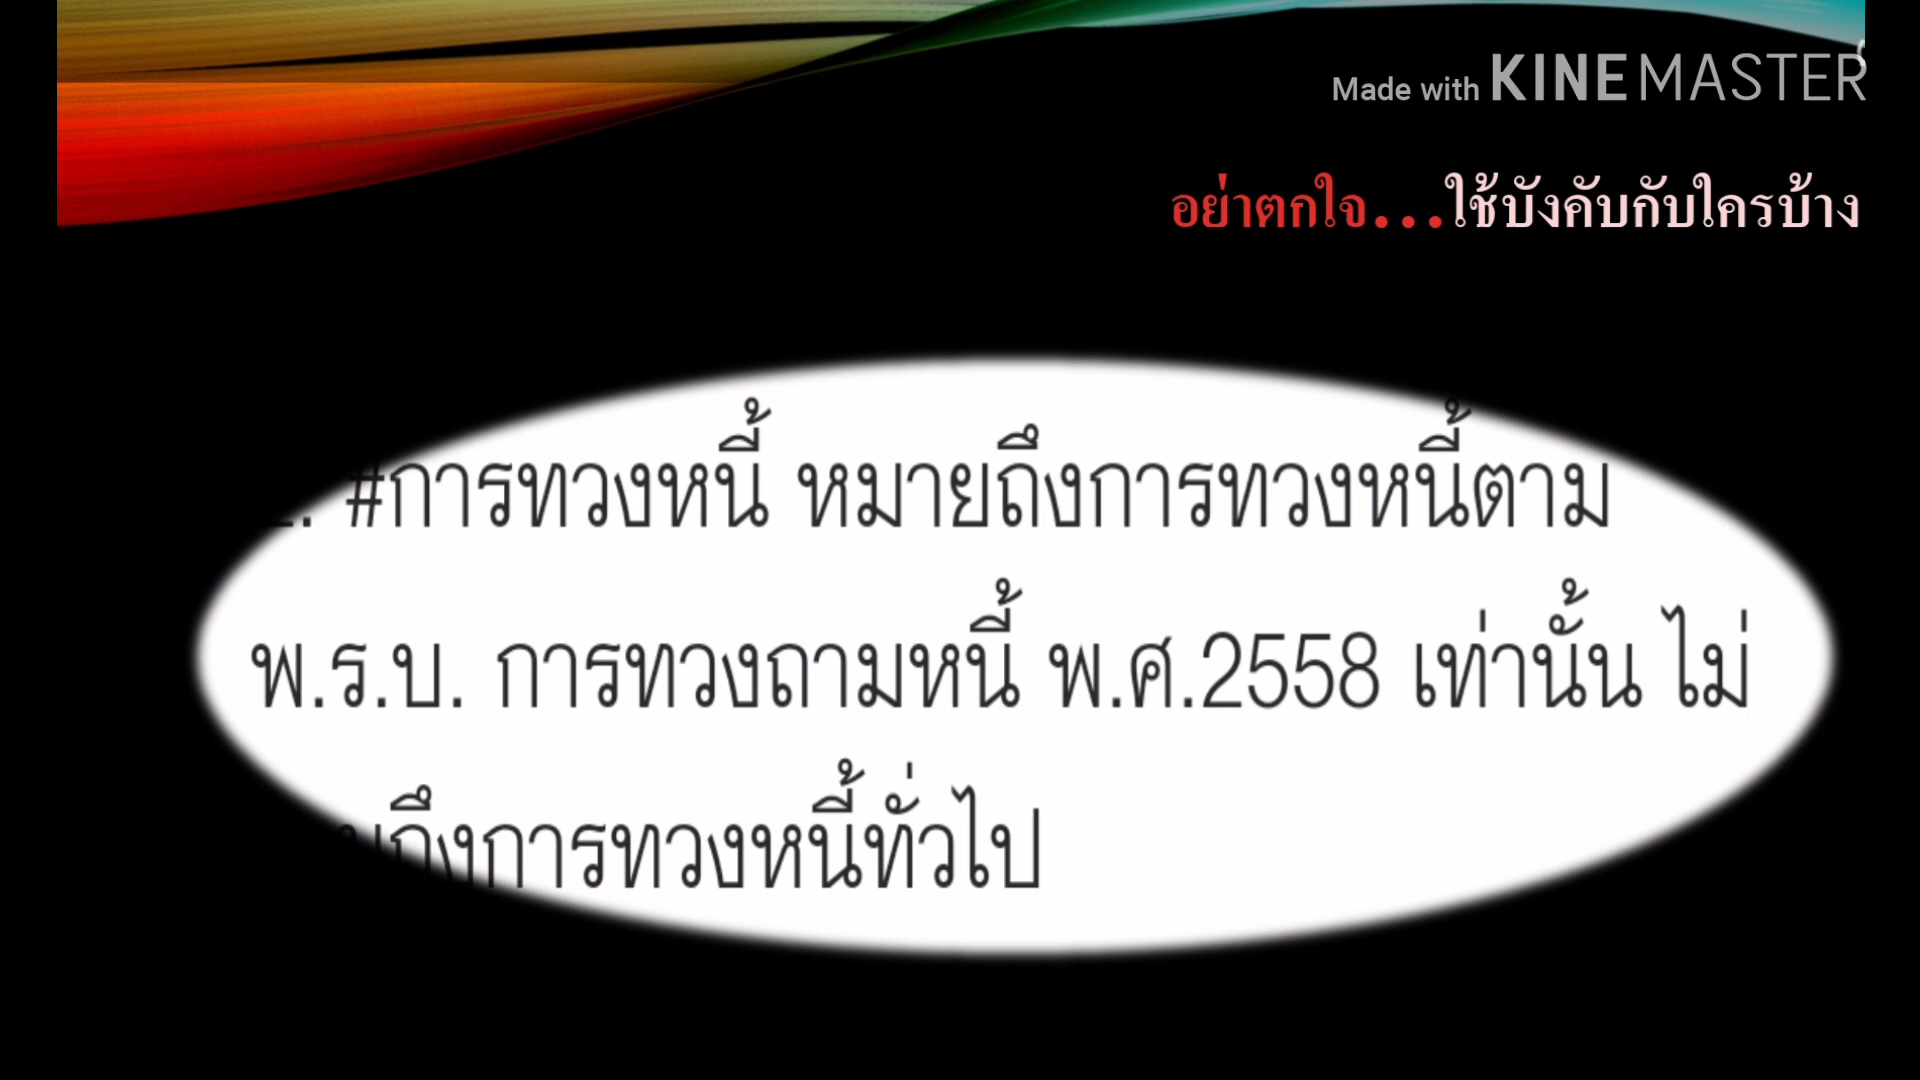 Made with KINEMASTER
อย่าตกใจ...ใช้บังคับกับใครบ้าง
#การทวงหนี้ หมายถึงการทวงหนี้ตาม
พ.ร.บ. การทวงถามหนี้ พ.ศ.2558 เท่านั้น ไม่
การทวงหนี้ทั่วไป